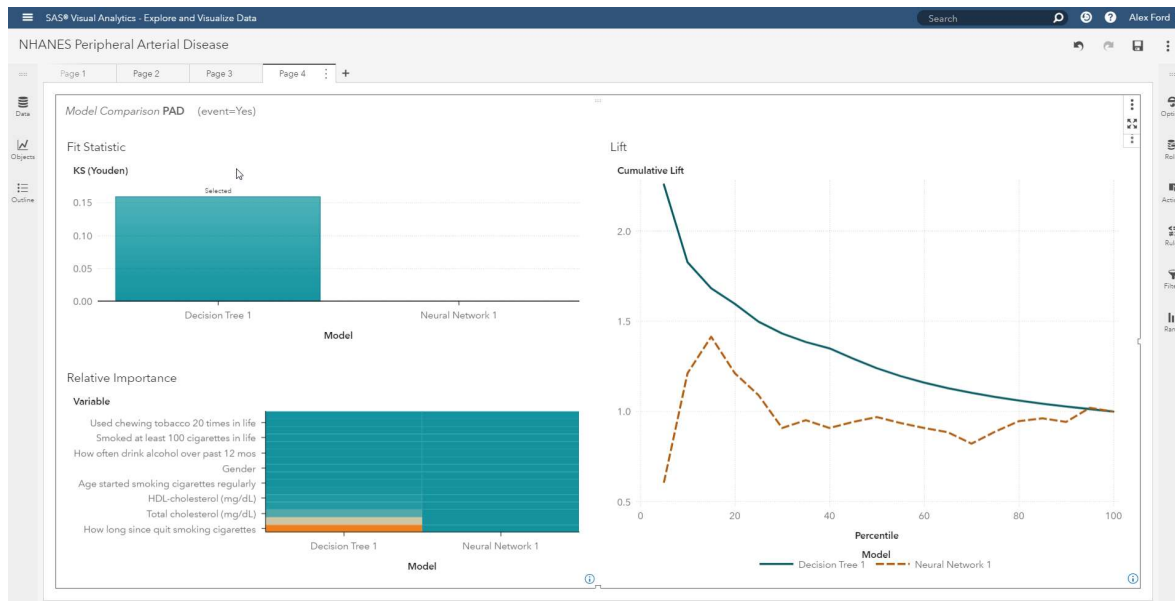 SAS® Visual Analytics - Explore and Visualize Data
Search
Alex Ford
NHANES Peripheral Arterial Disease
Page 1
Page 2
Page 3
Page 4
Data
Objects
Outline
Model Comparison PAD (event=Yes)
Fit Statistic
KS (Youden)
Selected
0.15
0.10
0.05
0.00
Decision Tree 1
Neural Network 1
Model
Relative Importance
Variable
Used chewing tobacco 20 times in life
Smoked at least 100 cigarettes in life
How often drink alcohol over past 12 mos
Gender
Age started smoking cigarettes regularly
HDL-cholesterol (mg/dL)
Total cholesterol (mg/dL)
How long since quit smoking cigarettes
Decision Tree 1
Neural Network 1
Model
Lift
Cumulative Lift
2.0
1.5
1.0
0.5
0
20
40
60
80
100
Percentile
Model
Decision Tree 1
Neural Network 1